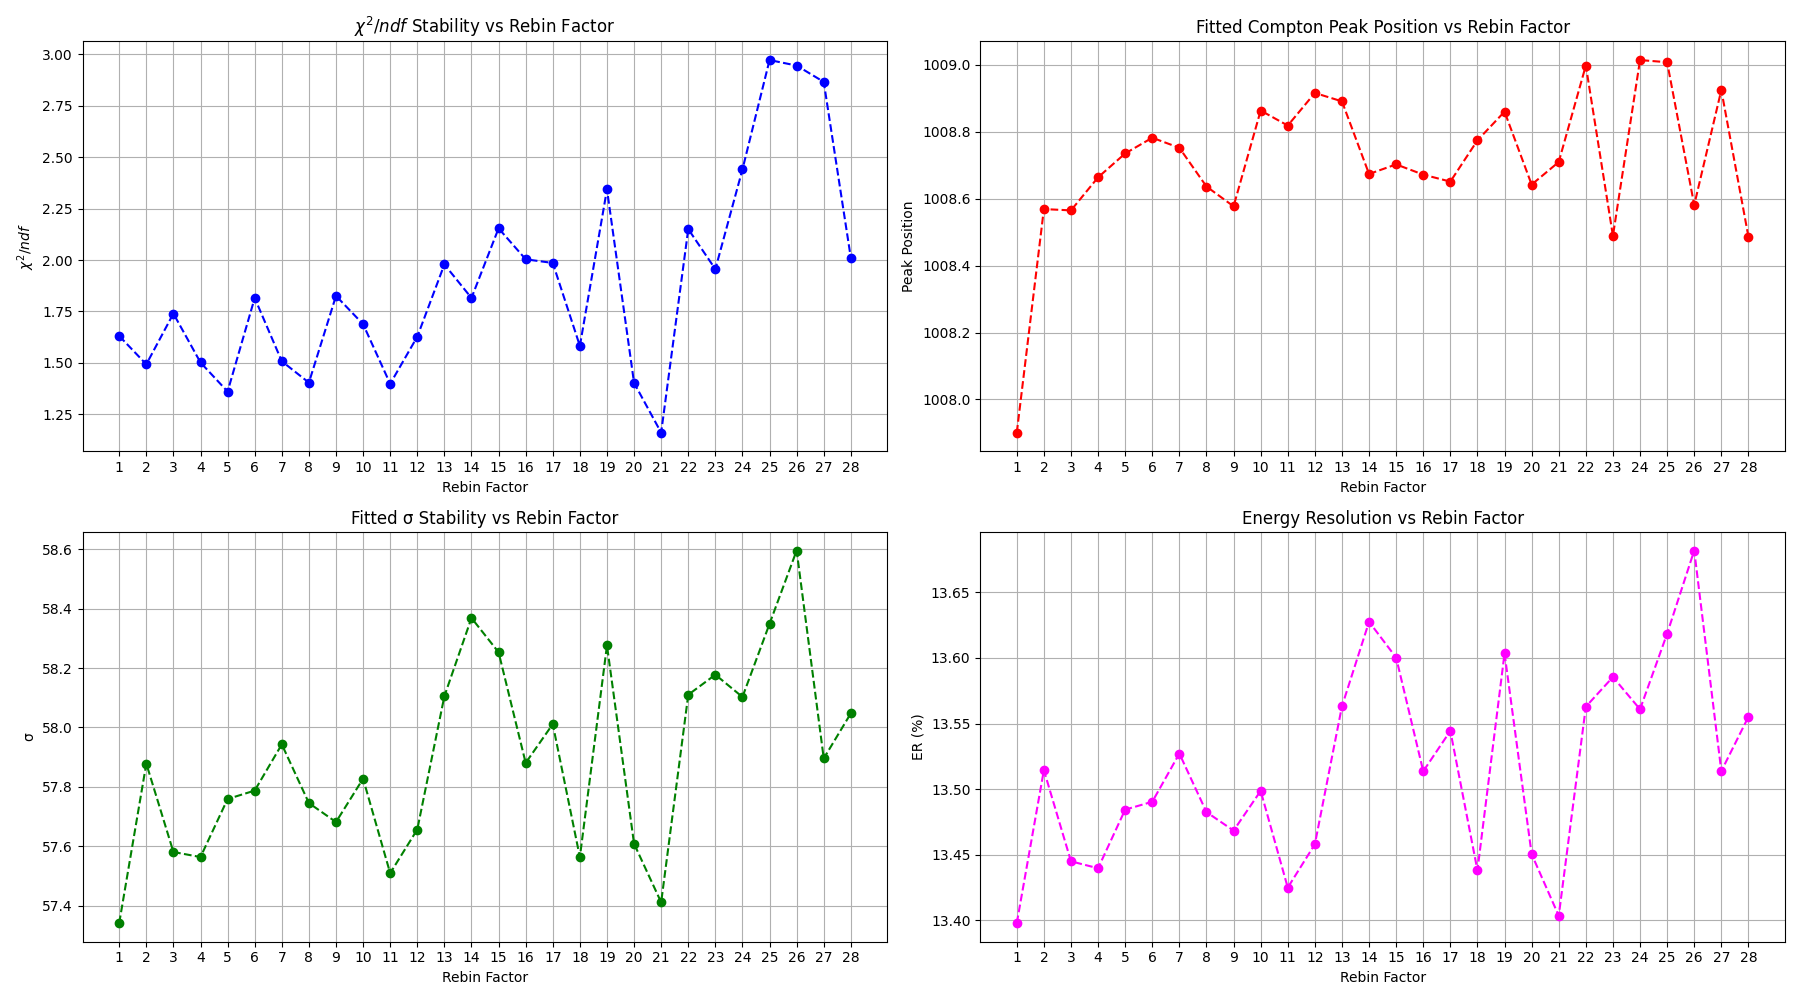 χ²/ndf Stability vs Rebin Factor
3.00
2.75
2.50
2.25
2.00
1.75
1.50
1.25
χ²/ndf
1 2 3 4 5 6 7 8 9 10 11 12 13 14 15 16 17 18 19 20 21 22 23 24 25 26 27 28
Rebin Factor
Fitted Compton Peak Position vs Rebin Factor
1009.0
1008.8
1008.6
1008.4
1008.2
1008.0
Peak Position
1 2 3 4 5 6 7 8 9 10 11 12 13 14 15 16 17 18 19 20 21 22 23 24 25 26 27 28
Rebin Factor
Fitted σ Stability vs Rebin Factor
58.6
58.4
58.2
58.0
57.8
57.6
57.4
σ
1 2 3 4 5 6 7 8 9 10 11 12 13 14 15 16 17 18 19 20 21 22 23 24 25 26 27 28
Rebin Factor
Energy Resolution vs Rebin Factor
13.65
13.60
13.55
13.50
13.45
13.40
ER (%)
1 2 3 4 5 6 7 8 9 10 11 12 13 14 15 16 17 18 19 20 21 22 23 24 25 26 27 28
Rebin Factor